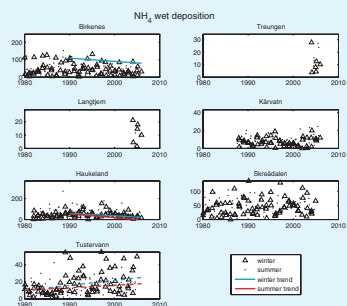 NH4 wet deposition
Birkenes
200
100
0
1980 1990 2000 2010
Treungen
30
20
10
0
1980 1990 2000 2010
Langtjern
20
10
0
1980 1990 2000 2010
Kårvatn
40
20
0
1980 1990 2000 2010
Haukeland
200
0
1980 1990 2000 2010
Skreådalen
100
50
0
1980 1990 2000 2010
Tustervann
40
20
0
1980 1990 2000 2010
winter
summer
winter trend
summer trend